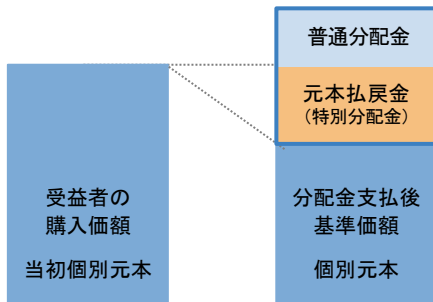 普通分配金
元本払戻金
(特別分配金)
受益者の
購入価額
当初個別元本
分配金支払後
基準価額
個別元本